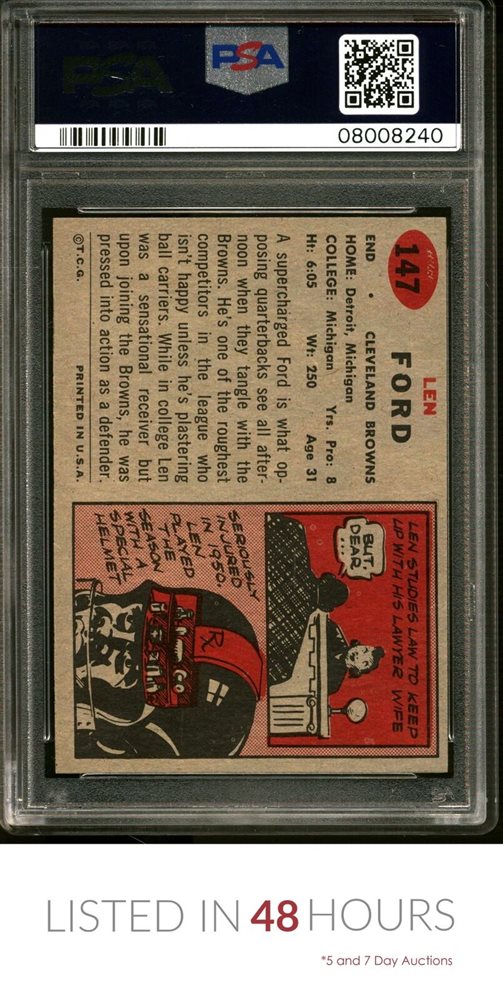 PSA
PSA
08008240
147
LEN
FORD
END • CLEVELAND BROWNS
HOME: Detroit, Michigan
COLLEGE: Michigan Yrs. Pro: 8
Ht: 6:05 Wt: 250 Age 31
A supercharged Ford is what op-
posing quarterbacks see all after-
noon when they tangle with the
Browns. He's one of the roughest
competitors in the league who
isn't happy unless he's plastering
ball carriers. While in college Len
was a sensational receiver but
upon joining the Browns, he was
pressed into action as a defender.
©T.C.G. PRINTED IN U.S.A.
LEN STUDIES LAW TO KEEP
UP WITH HIS LAWYER WIFE
BUT,
DEAR...
SERIOUSLY
INJURED
IN 1950,
LEN
PLAYED
THE
SEASON
WITH A
SPECIAL
HELMET
Rx
LISTED IN 48 HOURS
*5 and 7 Day Auctions